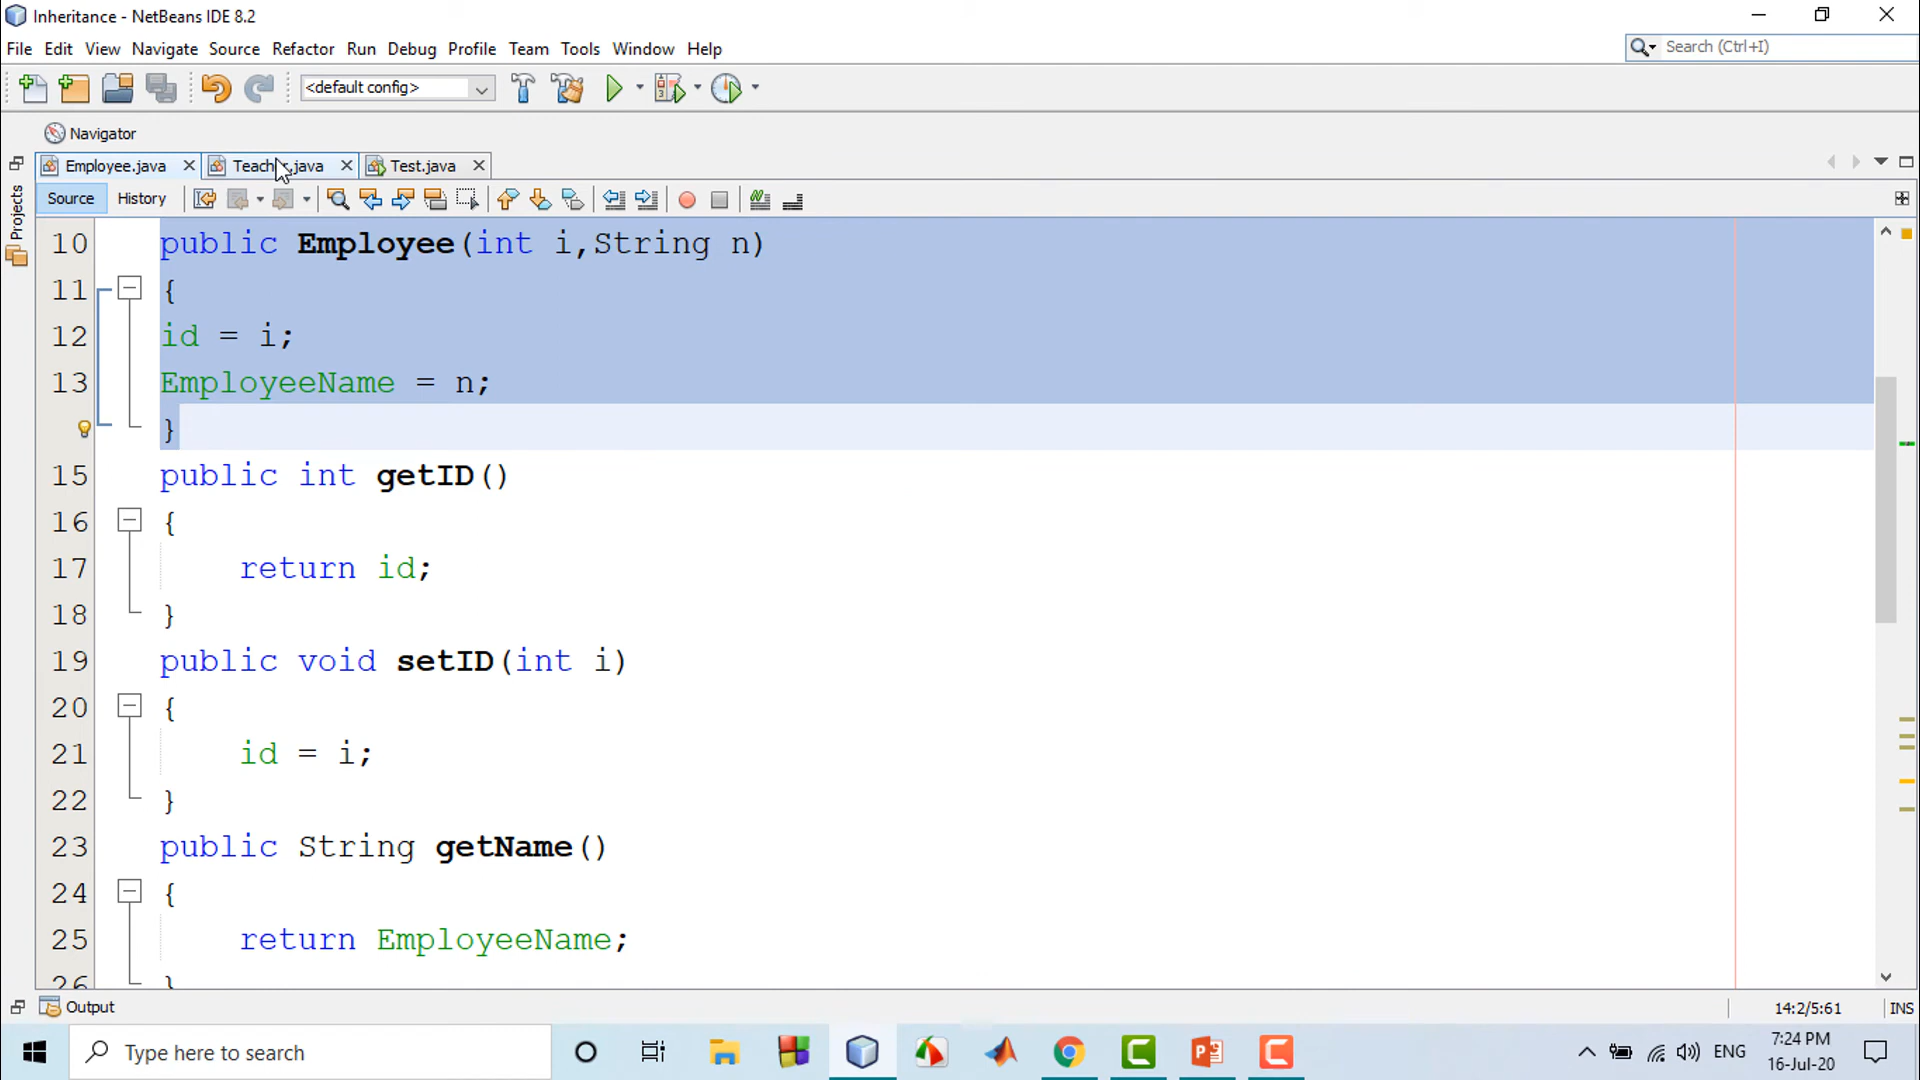 Inheritance - NetBeans IDE 8.2
File Edit View Navigate Source Refactor Run Debug Profile Team Tools Window Help
Search (Ctrl+I)
<default config>
Navigator
Employee.java Teacher.java Test.java
Projects
Source History
10 public Employee(int i,String n)
11 {
12 id = i;
13 EmployeeName = n;
}
15 public int getID()
16 {
17 return id;
18 }
19 public void setID(int i)
20 {
21 id = i;
22 }
23 public String getName()
24 {
25 return EmployeeName;
26 }
Output
14:2/5:61 INS
Type here to search
ENG
7:24 PM
16-Jul-20